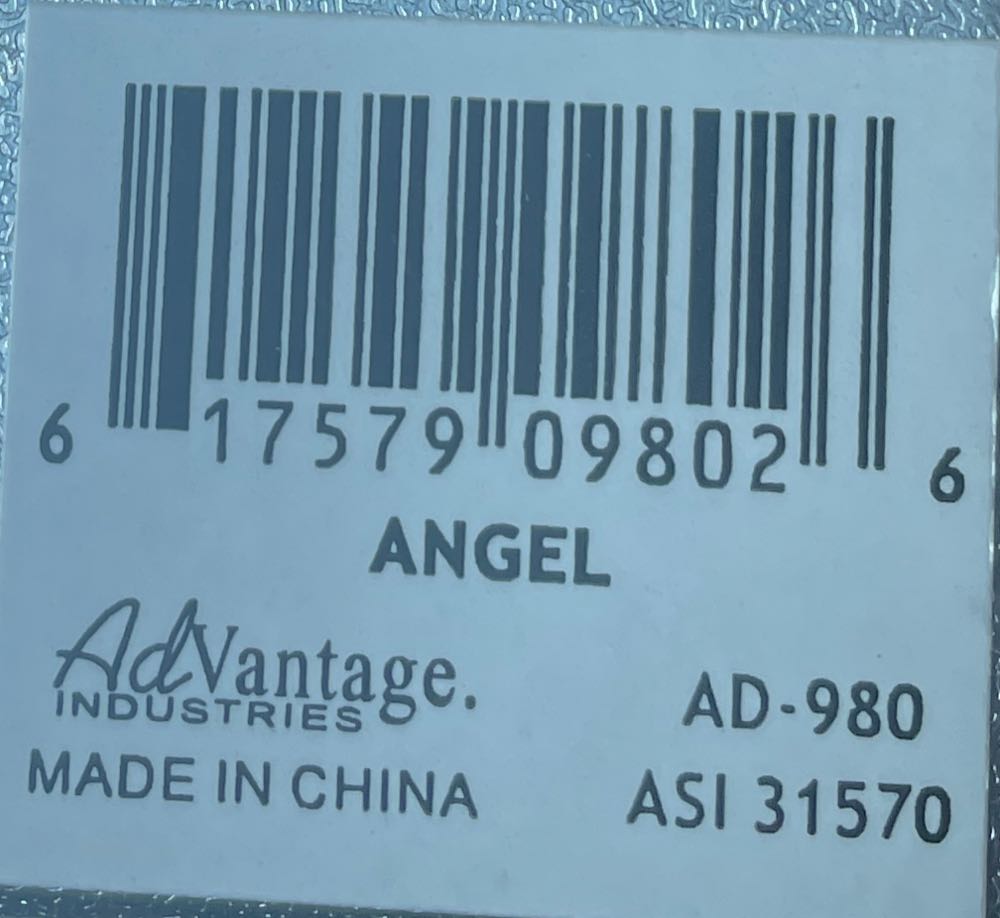 6 17579 09802 6
ANGEL
AdVantage.
INDUSTRIES
AD-980
MADE IN CHINA
ASI 31570